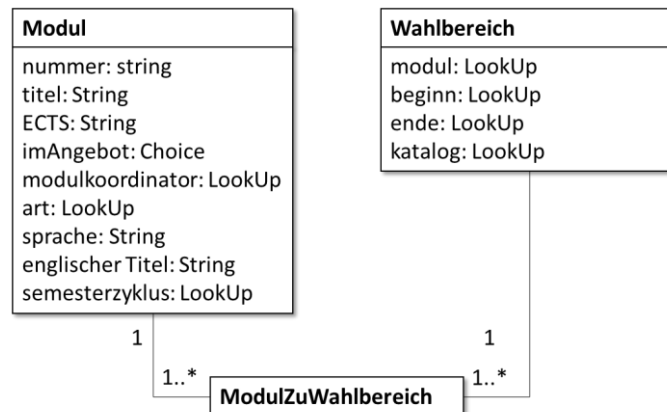 Modul
nummer: string
titel: String
ECTS: String
imAngebot: Choice
modulkoordinator: LookUp
art: LookUp
sprache: String
englischer Titel: String
semesterzyklus: LookUp
Wahlbereich
modul: LookUp
beginn: LookUp
ende: LookUp
katalog: LookUp
1
1
1..*
1..*
ModulZuWahlbereich